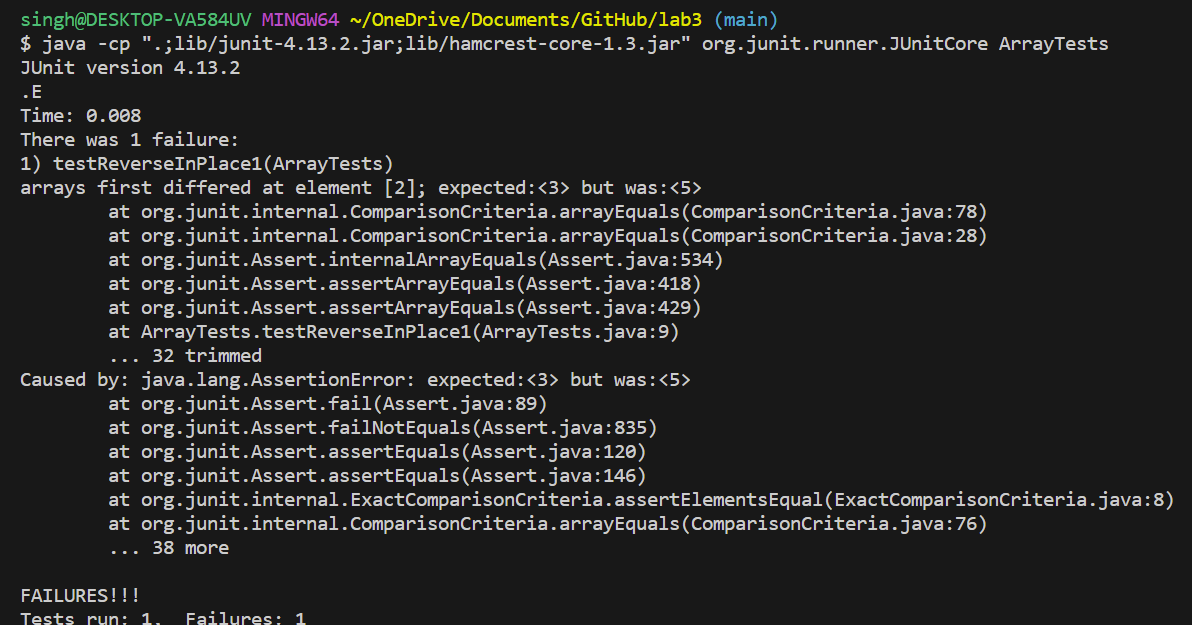 singh@DESKTOP-VA584UV MINGW64 ~/OneDrive/Documents/GitHub/lab3 (main)
$ java -cp ".;lib/junit-4.13.2.jar;lib/hamcrest-core-1.3.jar" org.junit.runner.JUnitCore ArrayTests
JUnit version 4.13.2
.E
Time: 0.008
There was 1 failure:
1) testReverseInPlace1(ArrayTests)
arrays first differed at element [2]; expected:<3> but was:<5>
        at org.junit.internal.ComparisonCriteria.arrayEquals(ComparisonCriteria.java:78)
        at org.junit.internal.ComparisonCriteria.arrayEquals(ComparisonCriteria.java:28)
        at org.junit.Assert.internalArrayEquals(Assert.java:534)
        at org.junit.Assert.assertArrayEquals(Assert.java:418)
        at org.junit.Assert.assertArrayEquals(Assert.java:429)
        at ArrayTests.testReverseInPlace1(ArrayTests.java:9)
        ... 32 trimmed
Caused by: java.lang.AssertionError: expected:<3> but was:<5>
        at org.junit.Assert.fail(Assert.java:89)
        at org.junit.Assert.failNotEquals(Assert.java:835)
        at org.junit.Assert.assertEquals(Assert.java:120)
        at org.junit.Assert.assertEquals(Assert.java:146)
        at org.junit.internal.ExactComparisonCriteria.assertElementsEqual(ExactComparisonCriteria.java:8)
        at org.junit.internal.ComparisonCriteria.arrayEquals(ComparisonCriteria.java:76)
        ... 38 more

FAILURES!!!
Tests run: 1,  Failures: 1